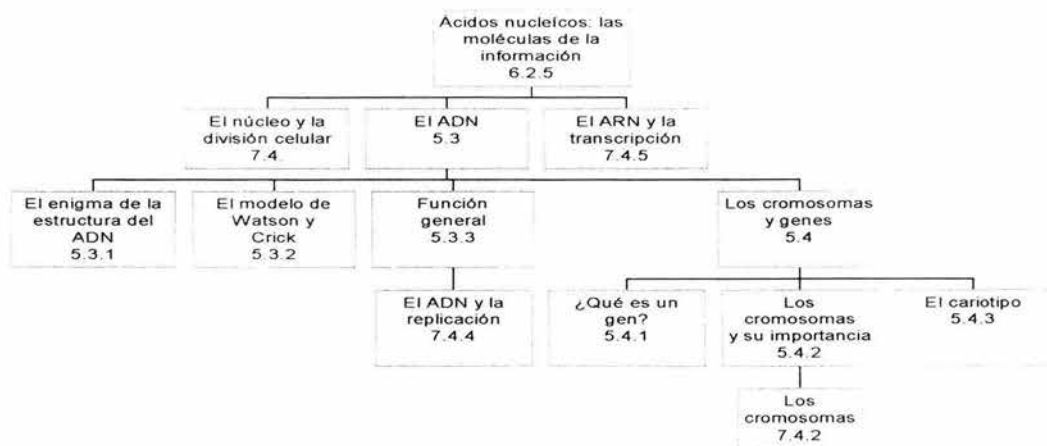 Ácidos nucleícos: las
moléculas de la
información
6.2.5
El núcleo y la
división celular
7.4.
El ADN
5.3
El ARN y la
transcripción
7.4.5
El enigma de la
estructura del
ADN
5.3.1
El modelo de
Watson y
Crick
5.3.2
Función
general
5.3.3
Los cromosomas
y genes
5.4
El ADN y la
replicación
7.4.4
¿Qué es un
gen?
5.4.1
Los
cromosomas
y su importancia
5.4.2
El cariotipo
5.4.3
Los
cromosomas
7.4.2